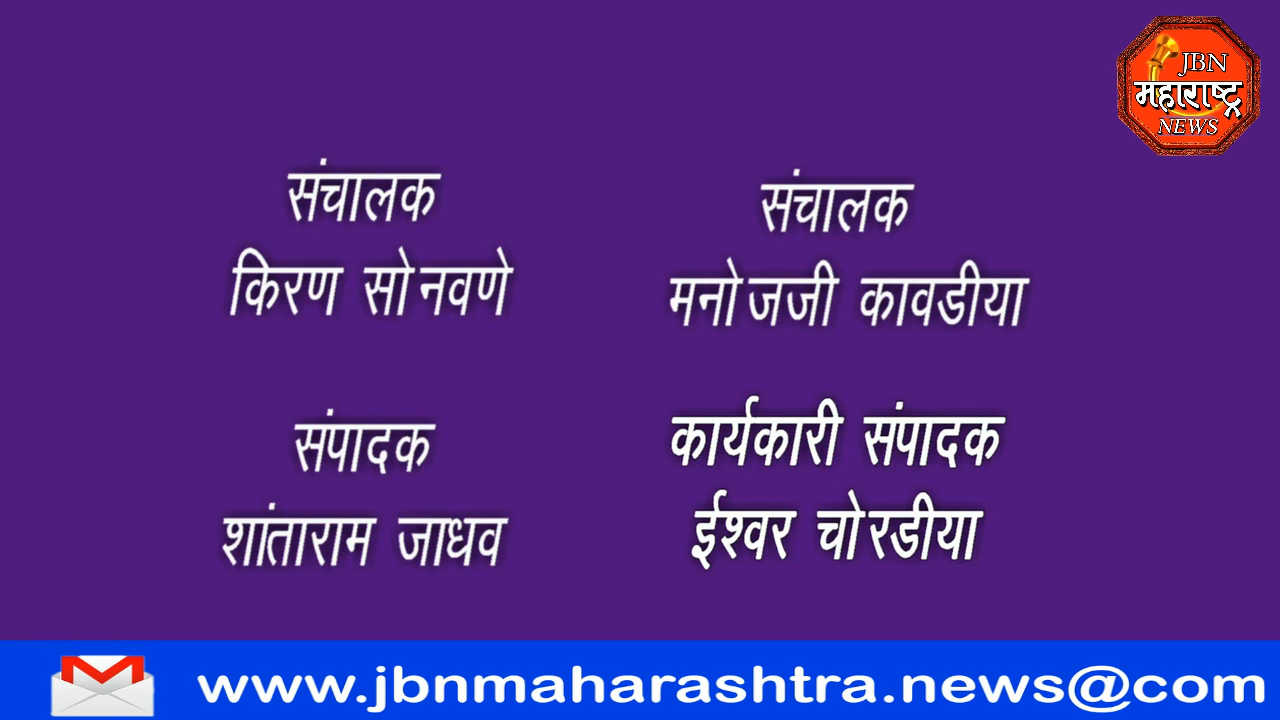 JBN
महाराष्ट्र
NEWS
संचालक
किरण सोनवणे
संचालक
मनोजजी कावडीया
संपादक
शांताराम जाधव
कार्यकारी संपादक
ईश्वर चोरडीया
www.jbnmaharashtra.news@com